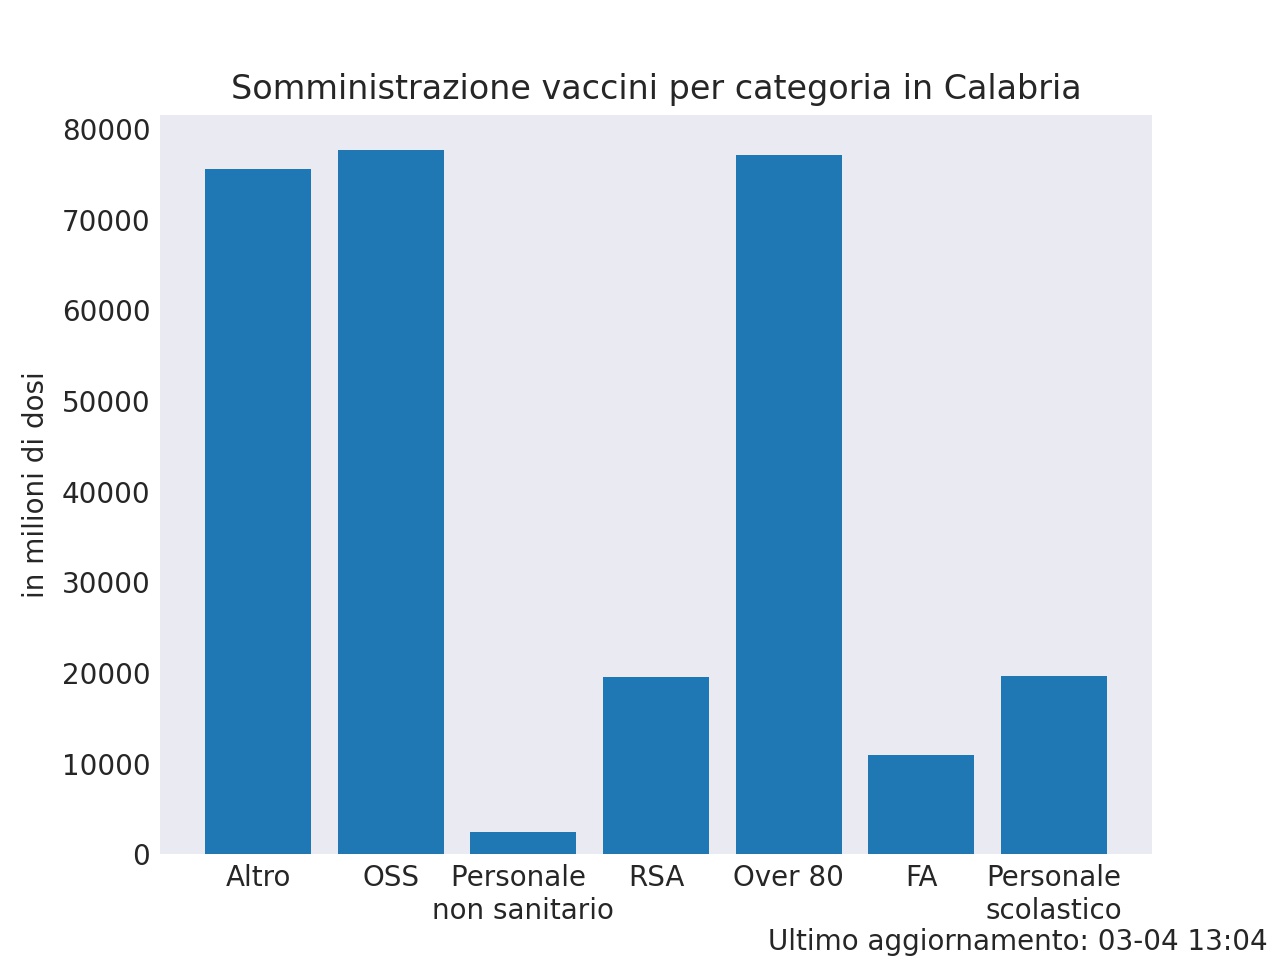 Somministrazione vaccini per categoria in Calabria
in milioni di dosi
80000
70000
60000
50000
40000
30000
20000
10000
0
Altro OSS Personale RSA Over 80 FA Personale
non sanitario scolastico
Ultimo aggiornamento: 03-04 13:04